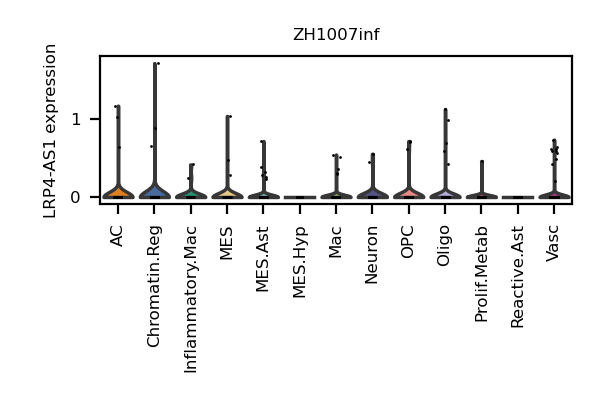 ZH1007inf
LRP4-AS1 expression
1
0
AC
Chromatin.Reg
Inflammatory.Mac
MES
MES.Ast
MES.Hyp
Mac
Neuron
OPC
Oligo
Prolif.Metab
Reactive.Ast
Vasc